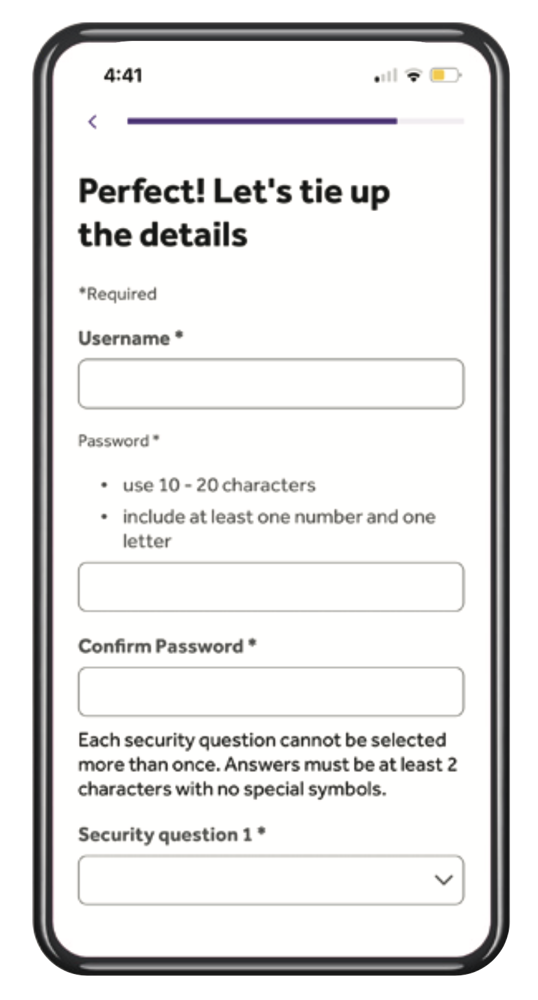 4:41
Perfect! Let's tie up
the details
*Required
Username *
Password *
• use 10 - 20 characters
• include at least one number and one
letter
Confirm Password *
Each security question cannot be selected
more than once. Answers must be at least 2
characters with no special symbols.
Security question 1 *